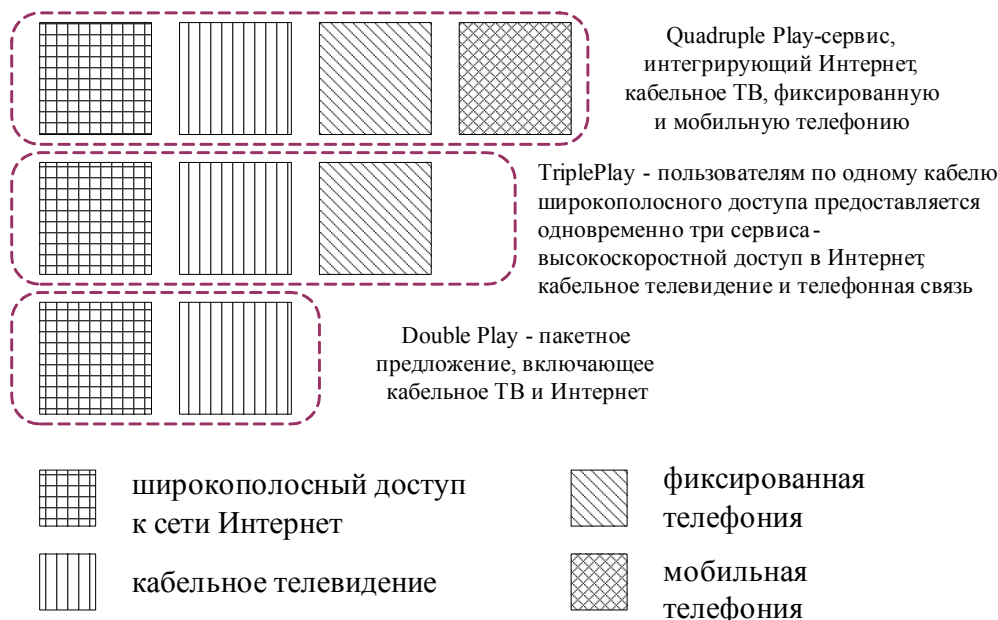 Quadruple Play-сервис,
интегрирующий Интернет,
кабельное ТВ, фиксированную
и мобильную телефонию
TriplePlay - пользователям по одному кабелю
широкополосного доступа предоставляется
одновременно три сервиса -
высокоскоростной доступ в Интернет,
кабельное телевидение и телефонная связь
Double Play - пакетное
предложение, включающее
кабельное ТВ и Интернет
широкополосный доступ
к сети Интернет
кабельное телевидение
фиксированная
телефония
мобильная
телефония